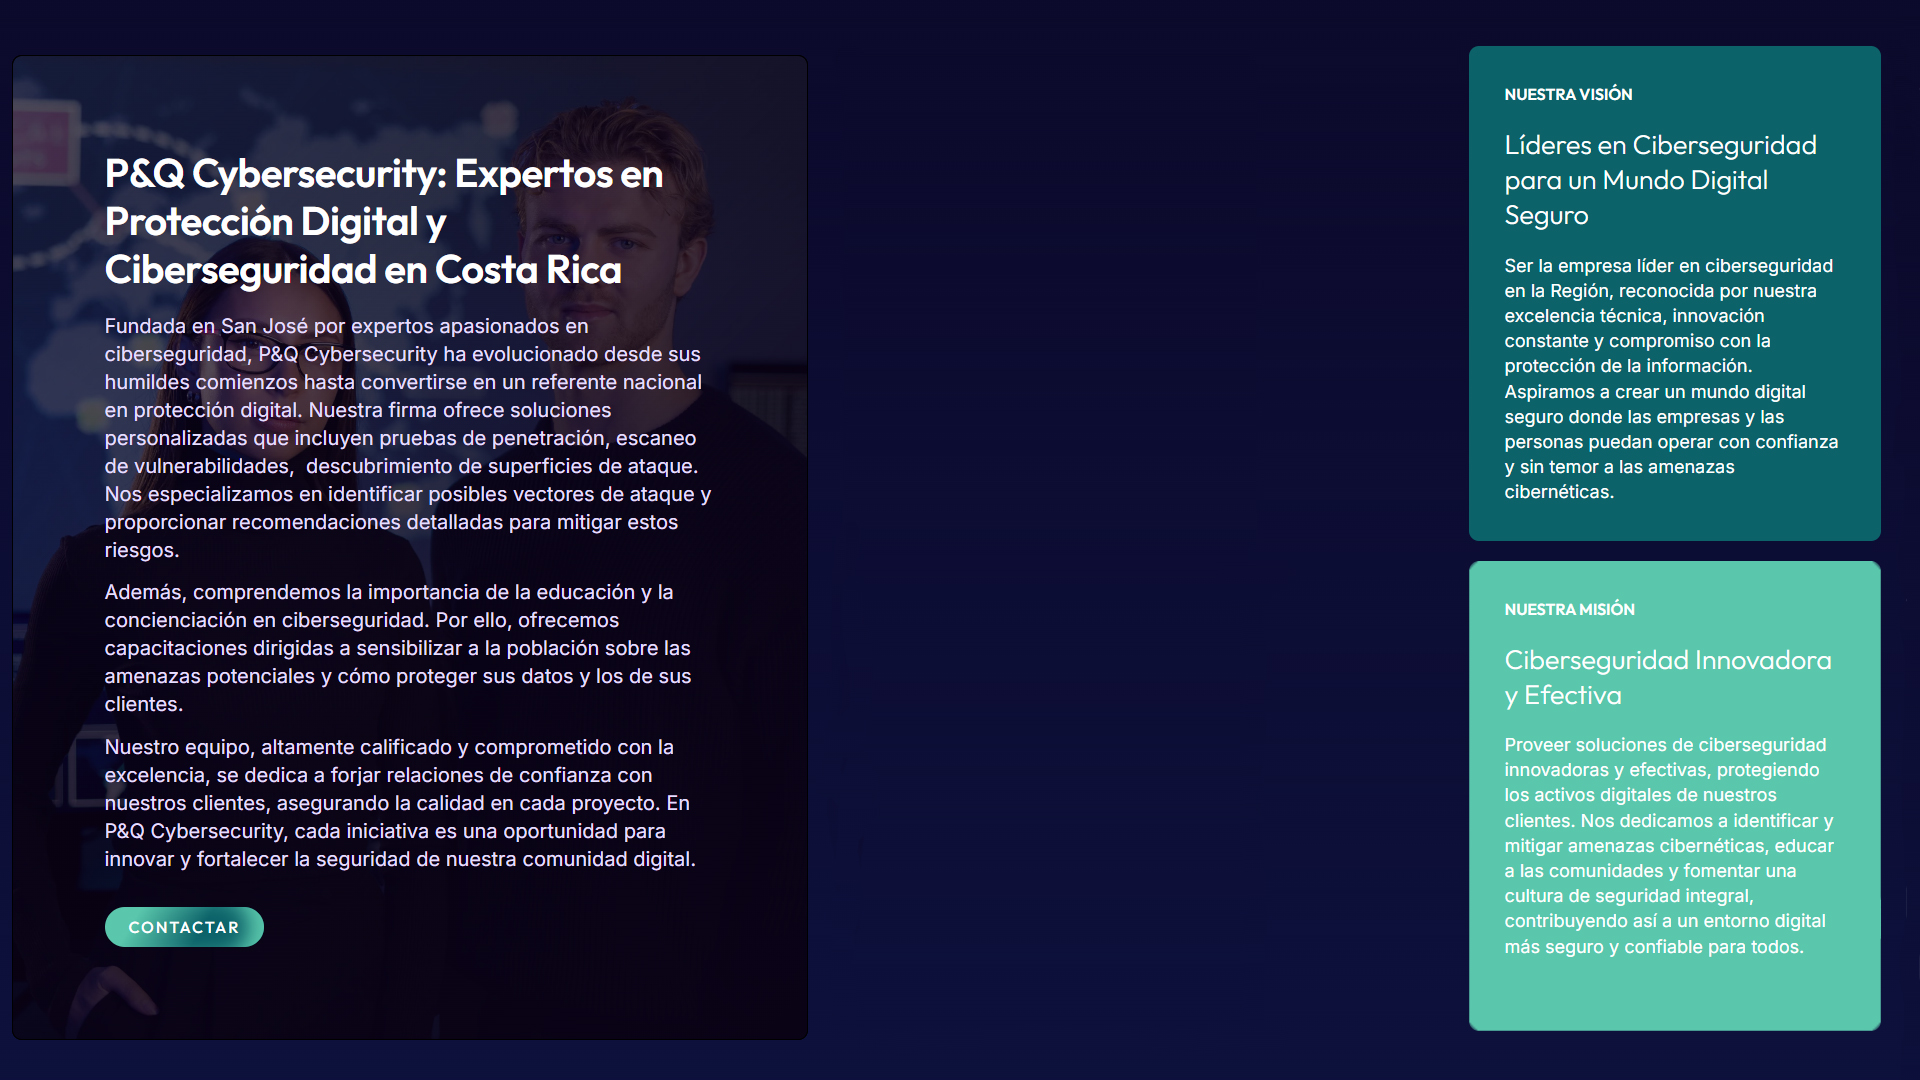 P&Q Cybersecurity: Expertos en
Protección Digital y
Ciberseguridad en Costa Rica
Fundada en San José por expertos apasionados en
ciberseguridad, P&Q Cybersecurity ha evolucionado desde sus
humildes comienzos hasta convertirse en un referente nacional
en protección digital. Nuestra firma ofrece soluciones
personalizadas que incluyen pruebas de penetración, escaneo
de vulnerabilidades,  descubrimiento de superficies de ataque.
Nos especializamos en identificar posibles vectores de ataque y
proporcionar recomendaciones detalladas para mitigar estos
riesgos.
Además, comprendemos la importancia de la educación y la
concienciación en ciberseguridad. Por ello, ofrecemos
capacitaciones dirigidas a sensibilizar a la población sobre las
amenazas potenciales y cómo proteger sus datos y los de sus
clientes.
Nuestro equipo, altamente calificado y comprometido con la
excelencia, se dedica a forjar relaciones de confianza con
nuestros clientes, asegurando la calidad en cada proyecto. En
P&Q Cybersecurity, cada iniciativa es una oportunidad para
innovar y fortalecer la seguridad de nuestra comunidad digital.
CONTACTAR
NUESTRA VISIÓN
Líderes en Ciberseguridad
para un Mundo Digital
Seguro
Ser la empresa líder en ciberseguridad
en la Región, reconocida por nuestra
excelencia técnica, innovación
constante y compromiso con la
protección de la información.
Aspiramos a crear un mundo digital
seguro donde las empresas y las
personas puedan operar con confianza
y sin temor a las amenazas
cibernéticas.
NUESTRA MISIÓN
Ciberseguridad Innovadora
y Efectiva
Proveer soluciones de ciberseguridad
innovadoras y efectivas, protegiendo
los activos digitales de nuestros
clientes. Nos dedicamos a identificar y
mitigar amenazas cibernéticas, educar
a las comunidades y fomentar una
cultura de seguridad integral,
contribuyendo así a un entorno digital
más seguro y confiable para todos.